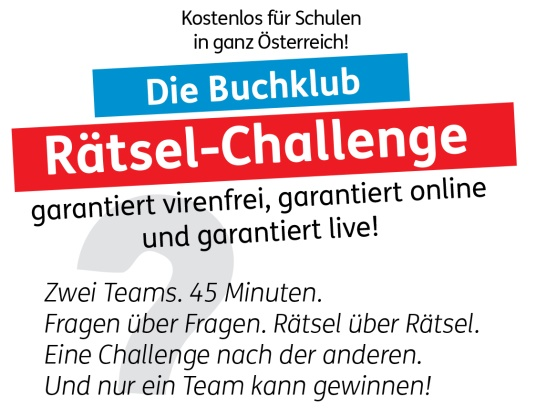 Kostenlos für Schulen
in ganz Österreich!
Die Buchklub
Rätsel-Challenge
garantiert virenfrei, garantiert online
und garantiert live!
Zwei Teams. 45 Minuten.
Fragen über Fragen. Rätsel über Rätsel.
Eine Challenge nach der anderen.
Und nur ein Team kann gewinnen!